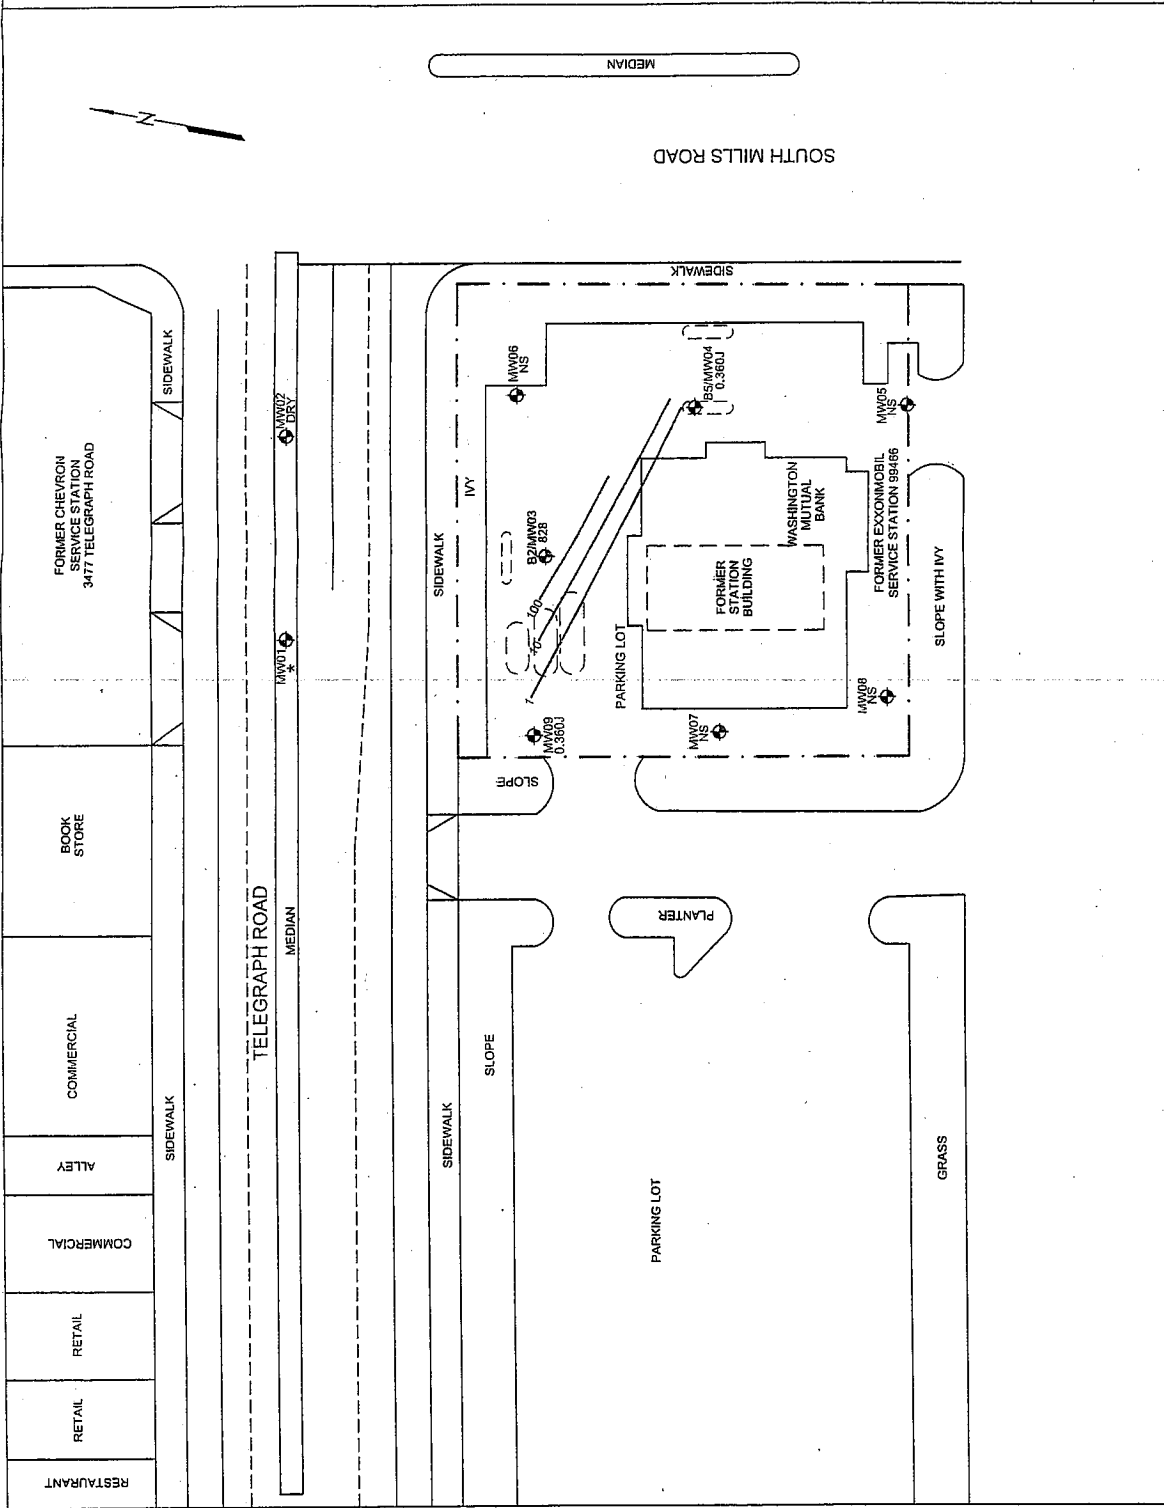 MEDIAN
N
SOUTH MILLS ROAD
SIDEWALK
SIDEWALK
FORMER CHEVRON
SERVICE STATION
3477 TELEGRAPH ROAD
MW02
DRY
MW06
NS
B5/MW04
0.360J
MW05
NS
IVY
SIDEWALK
B2/MW03
828
WASHINGTON
MUTUAL
BANK
FORMER EXXONMOBIL
SERVICE STATION 99466
FORMER
STATION
BUILDING
SLOPE WITH IVY
100
70
7
MW01
*
PARKING LOT
MW09
0.360J
MW07
NS
MW08
NS
SLOPE
BOOK
STORE
TELEGRAPH ROAD
MEDIAN
PLANTER
COMMERCIAL
SLOPE
SIDEWALK
SIDEWALK
ALLEY
PARKING LOT
GRASS
COMMERCIAL
RETAIL
RETAIL
RESTAURANT